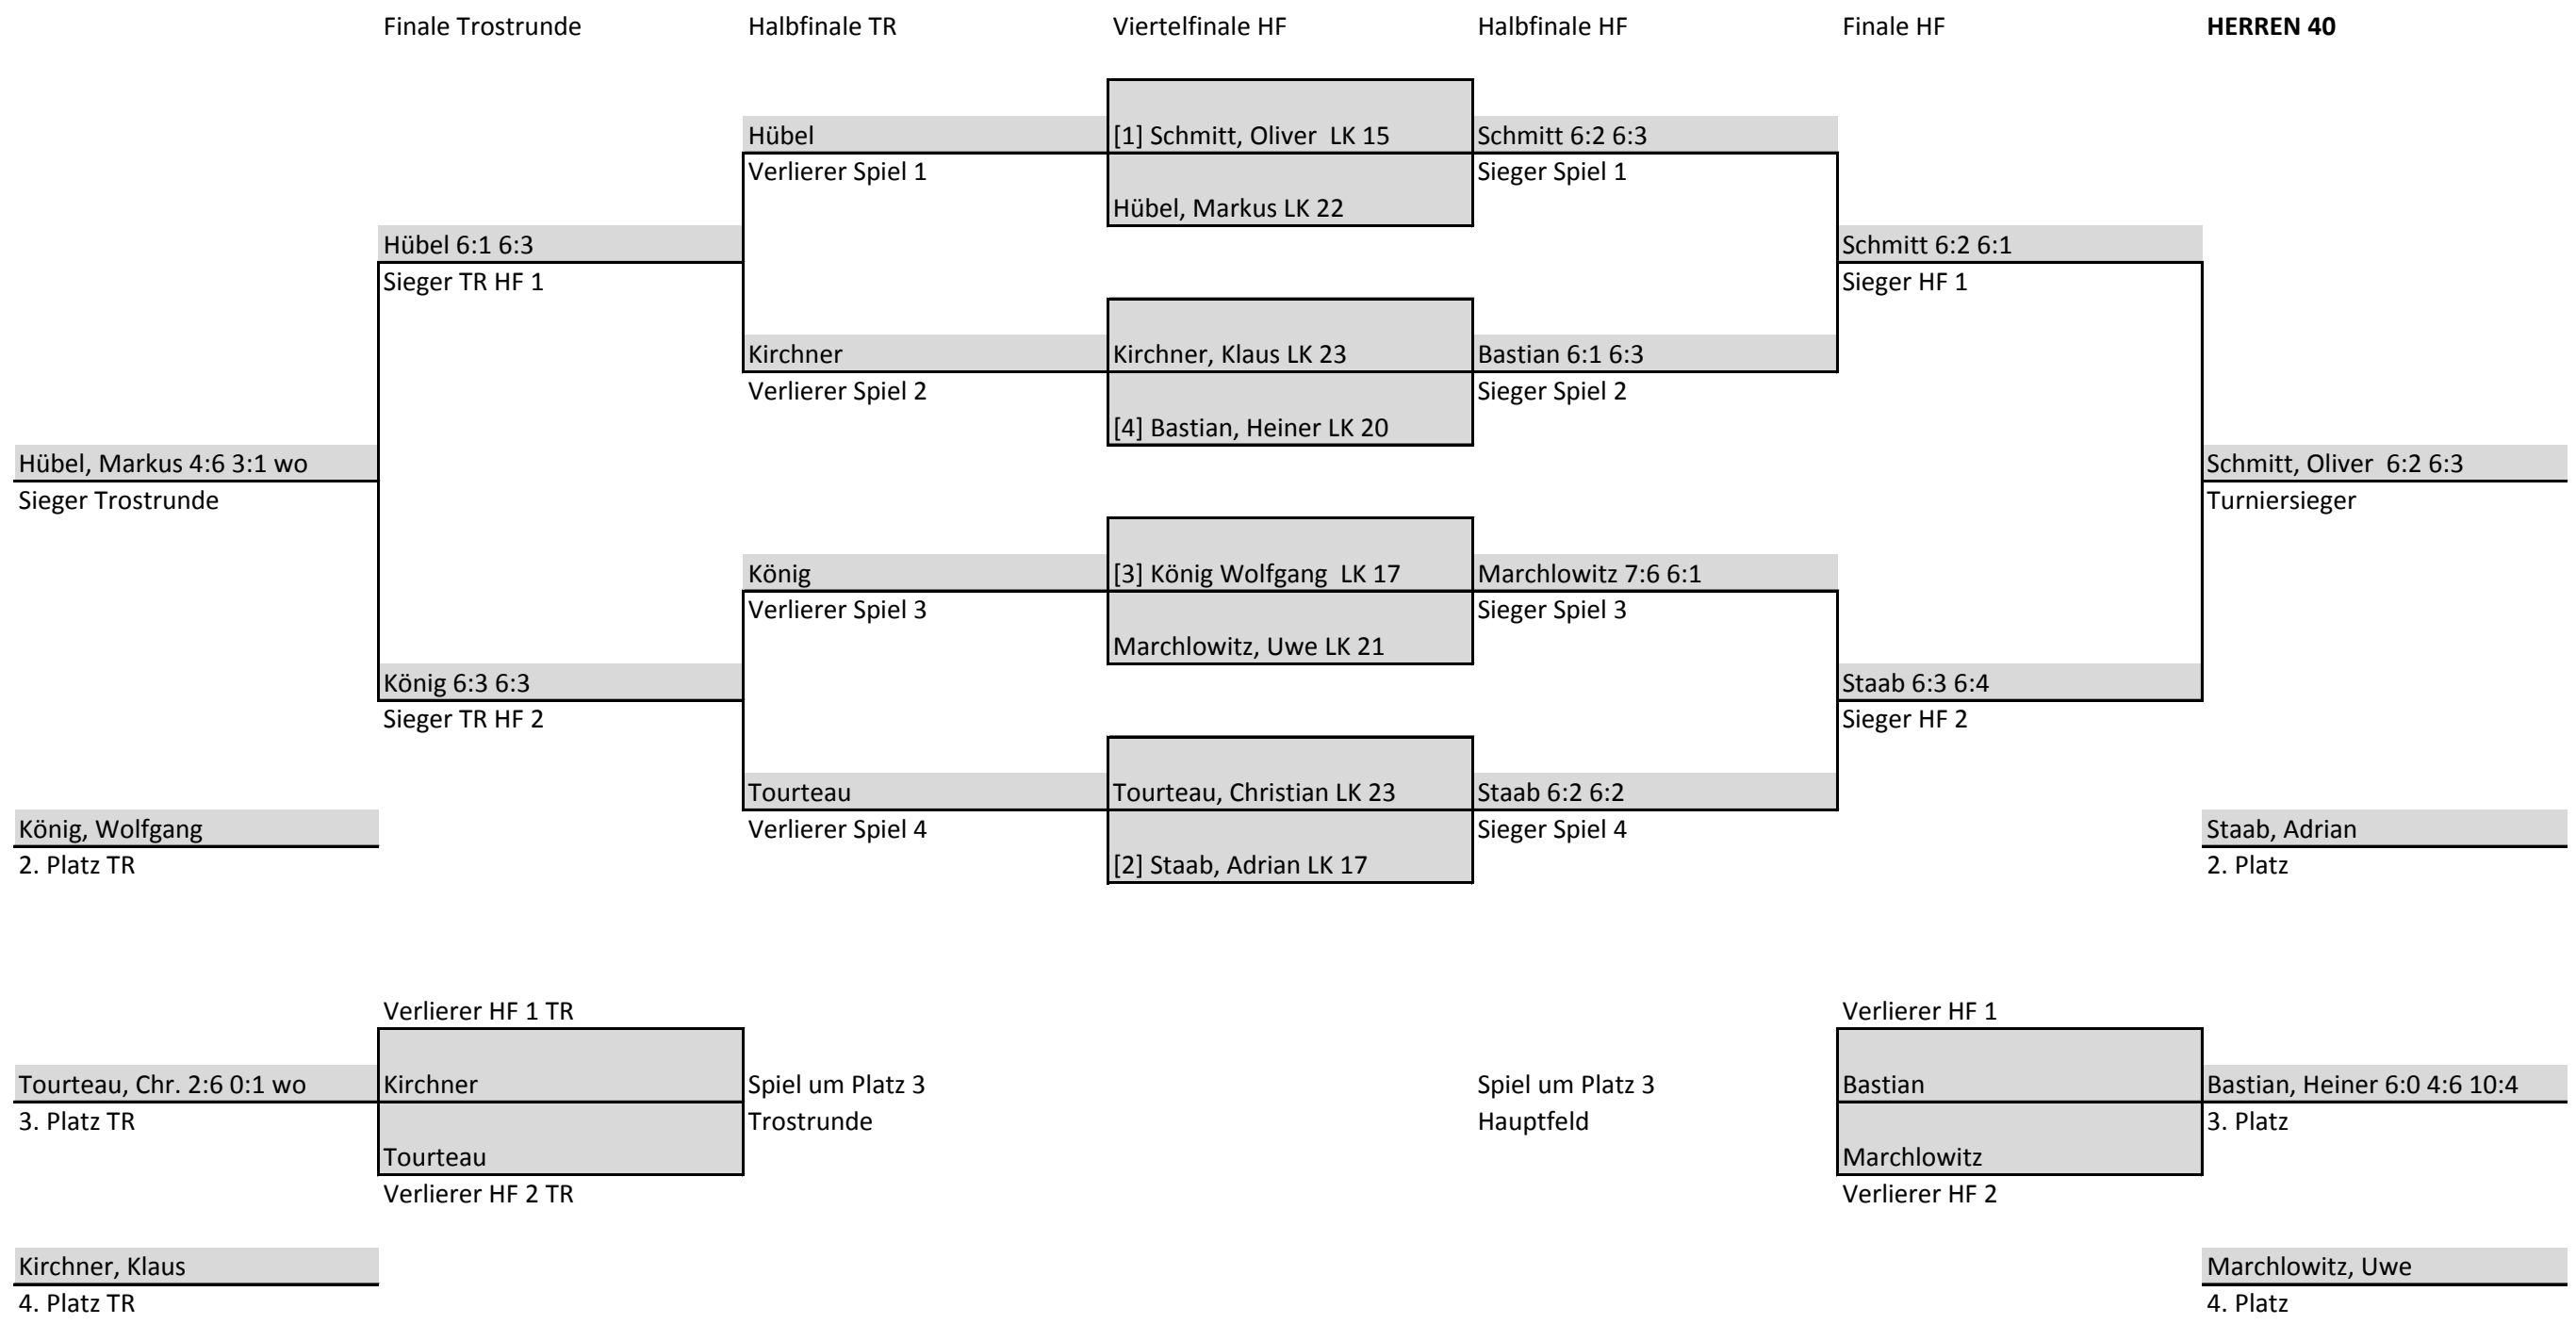 Finale Trostrunde Halbfinale TR Viertelfinale HF Halbfinale HF Finale HF HERREN 40
Hübel [1] Schmitt, Oliver LK 15 Schmitt 6:2 6:3
Verlierer Spiel 1 Sieger Spiel 1
Hübel, Markus LK 22
Hübel 6:1 6:3 Schmitt 6:2 6:1
Sieger TR HF 1 Sieger HF 1
Kirchner Kirchner, Klaus LK 23 Bastian 6:1 6:3
Verlierer Spiel 2 Sieger Spiel 2
[4] Bastian, Heiner LK 20
Hübel, Markus 4:6 3:1 wo Schmitt, Oliver 6:2 6:3
Sieger Trostrunde Turniersieger
König [3] König Wolfgang LK 17 Marchlowitz 7:6 6:1
Verlierer Spiel 3 Sieger Spiel 3
Marchlowitz, Uwe LK 21
König 6:3 6:3 Staab 6:3 6:4
Sieger TR HF 2 Sieger HF 2
Tourteau Tourteau, Christian LK 23 Staab 6:2 6:2
König, Wolfgang Verlierer Spiel 4 Sieger Spiel 4 Staab, Adrian
2. Platz TR [2] Staab, Adrian LK 17 2. Platz
Verlierer HF 1 TR Verlierer HF 1
Tourteau, Chr. 2:6 0:1 wo Kirchner Spiel um Platz 3 Spiel um Platz 3 Bastian Bastian, Heiner 6:0 4:6 10:4
3. Platz TR Trostrunde Hauptfeld 3. Platz
Tourteau Marchlowitz
Verlierer HF 2 TR Verlierer HF 2
Kirchner, Klaus Marchlowitz, Uwe
4. Platz TR 4. Platz